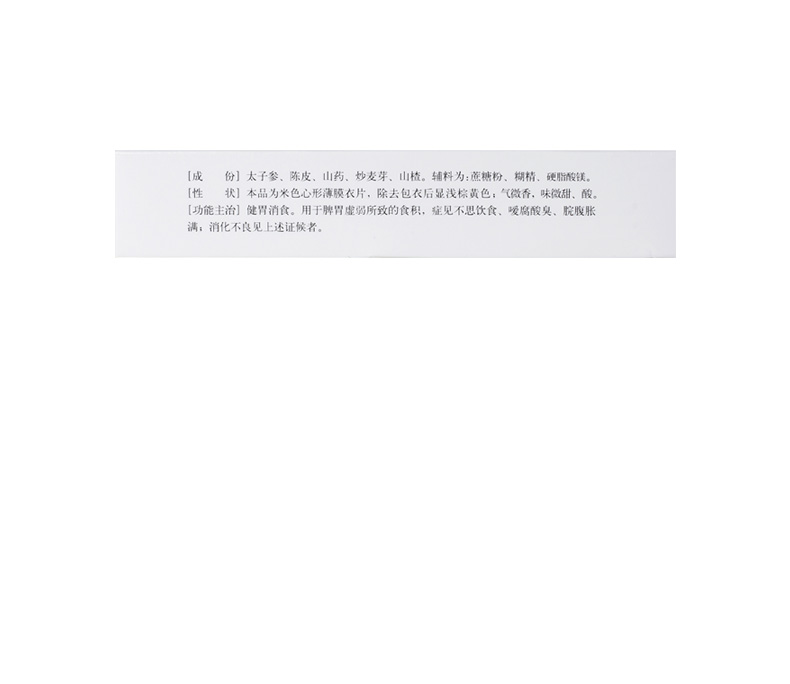 [成　　份] 太子参、陈皮、山药、炒麦芽、山楂。辅料为:蔗糖粉、糊精、硬脂酸镁。
[性　　状] 本品为米色心形薄膜衣片，除去包衣后显浅棕黄色；气微香，味微甜、酸。
[功能主治] 健胃消食。用于脾胃虚弱所致的食积，症见不思饮食、嗳腐酸臭、脘腹胀
满；消化不良见上述证候者。